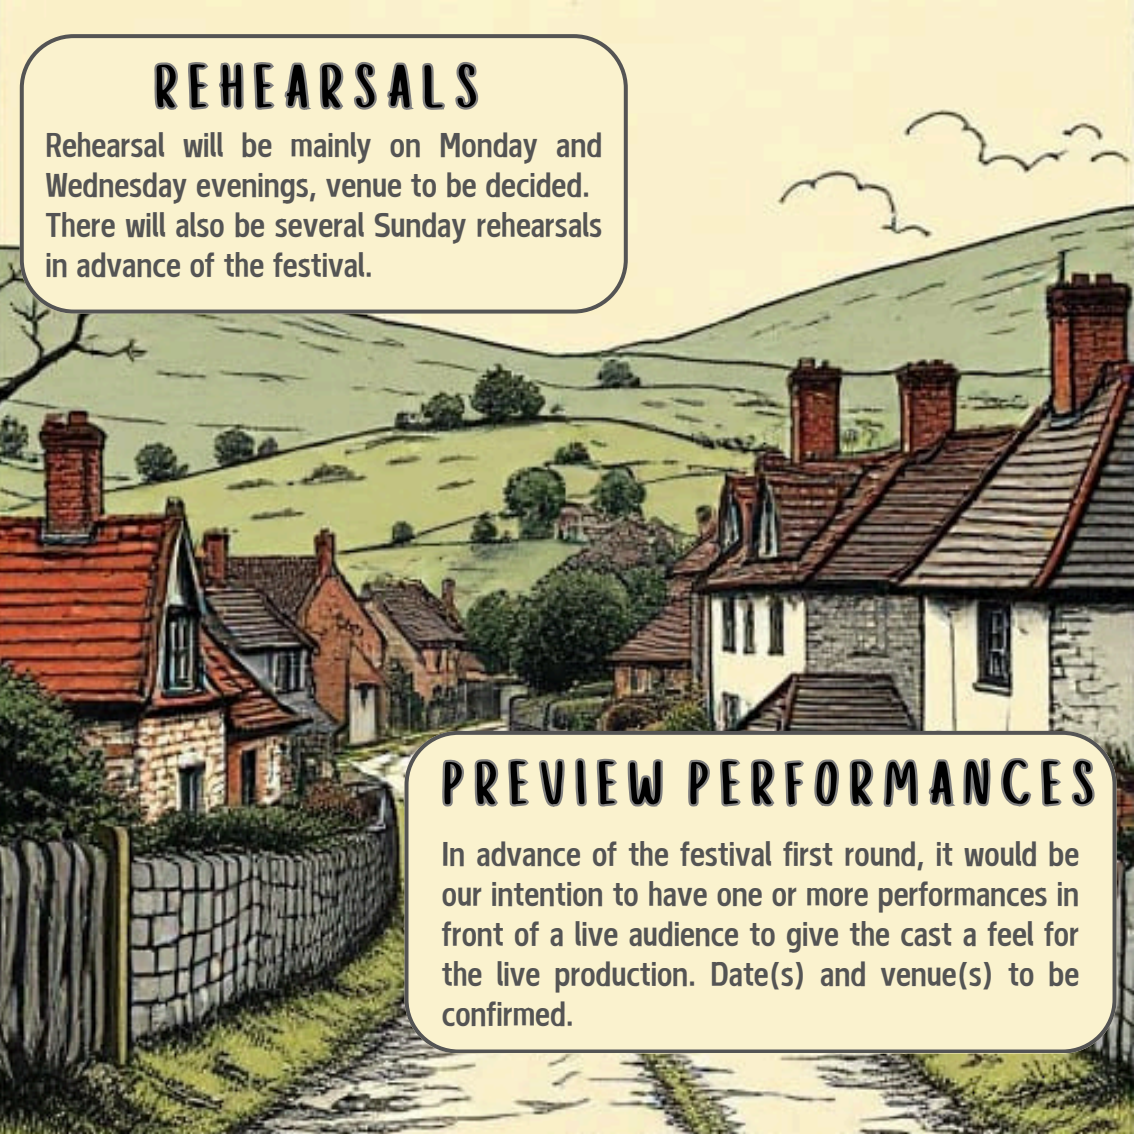 REHEARSALS
Rehearsal will be mainly on Monday and
Wednesday evenings, venue to be decided.
There will also be several Sunday rehearsals
in advance of the festival.
PREVIEW PERFORMANCES
In advance of the festival first round, it would be
our intention to have one or more performances in
front of a live audience to give the cast a feel for
the live production. Date(s) and venue(s) to be
confirmed.